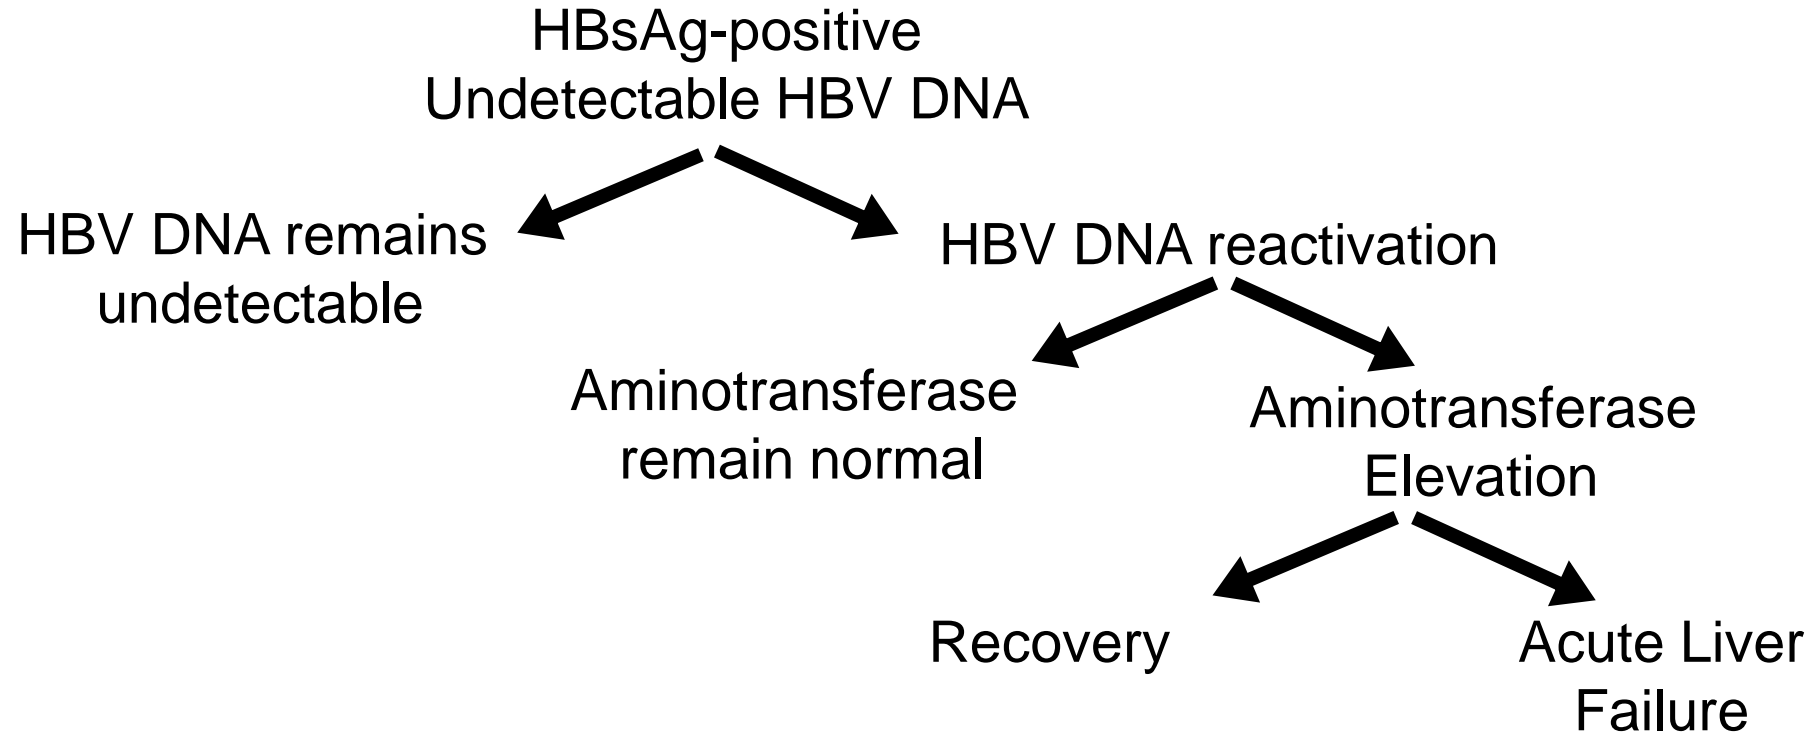 HBsAg-positive
Undetectable HBV DNA
HBV DNA remains
undetectable
HBV DNA reactivation
Aminotransferase
remain normal
Aminotransferase
Elevation
Recovery
Acute Liver
Failure